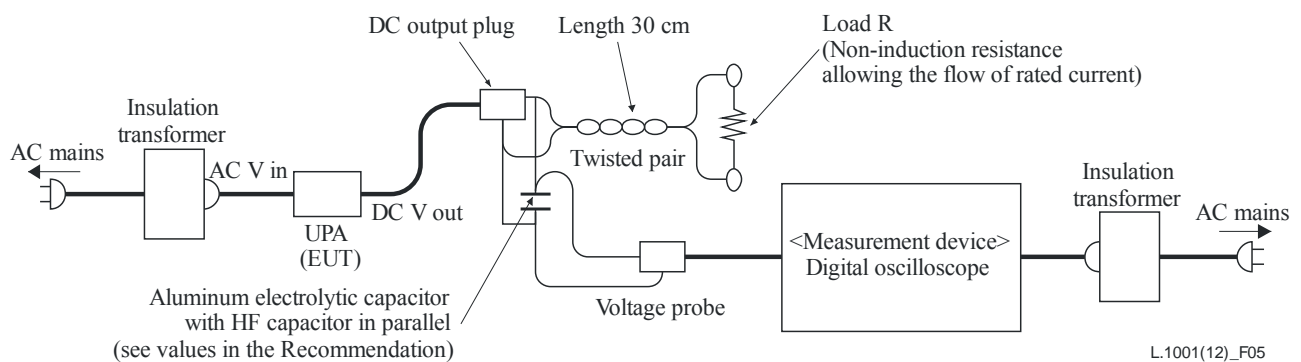 DC output plug
Length 30 cm
Load R
(Non-induction resistance
allowing the flow of rated current)
Insulation
transformer
AC mains
AC V in
Twisted pair
Insulation
transformer
AC mains
DC V out
UPA
(EUT)
<Measurement device>
Digital oscilloscope
Aluminum electrolytic capacitor
with HF capacitor in parallel
(see values in the Recommendation)
Voltage probe
L.1001(12)_F05